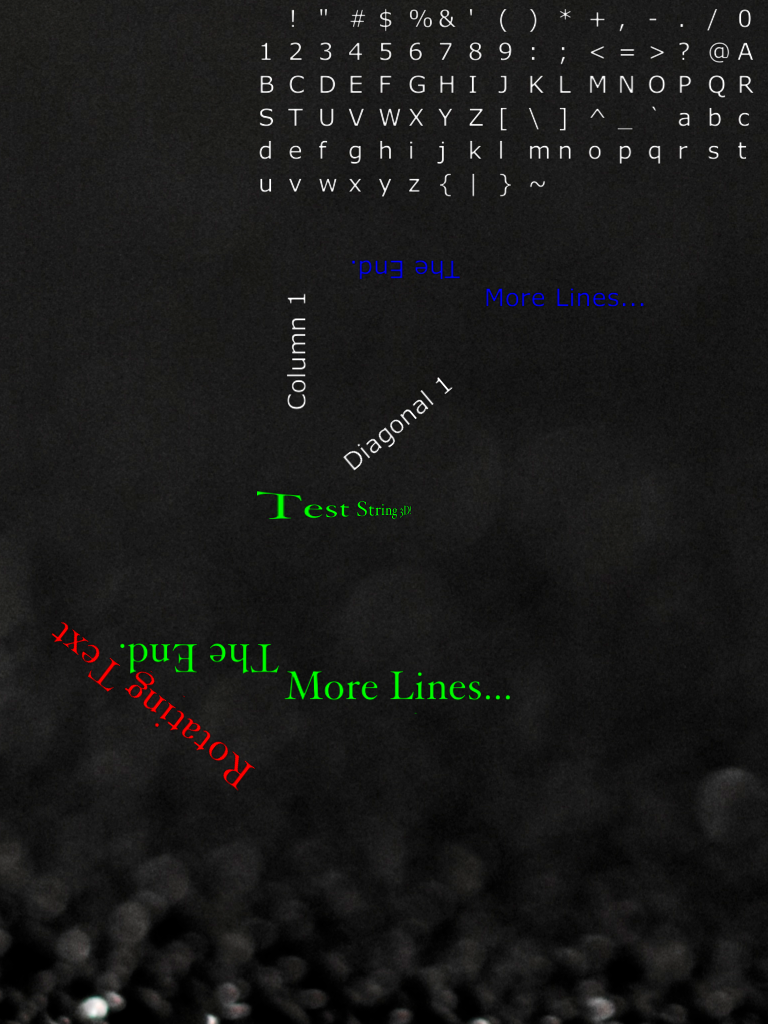 ! " # $ % & ' ( ) * + , - . / 0
1 2 3 4 5 6 7 8 9 : ; < = > ? @ A
B C D E F G H I J K L M N O P Q R
S T U V W X Y Z [ \ ] ^ _ ` a b c
d e f g h i j k l m n o p q r s t
u v w x y z { | } ~
The End.
More Lines...
Column 1
Diagonal 1
Test String 3D!
The End.
More Lines...
Rotating Text